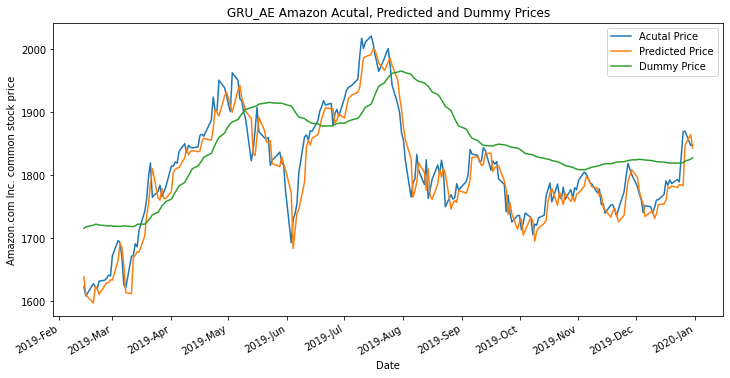 GRU_AE Amazon Acutal, Predicted and Dummy Prices
Acutal Price
Predicted Price
Dummy Price
Amazon.com Inc. common stock price
2000
1900
1800
1700
1600
2019-Feb
2019-Mar
2019-Apr
2019-May
2019-Jun
2019-Jul
2019-Aug
2019-Sep
2019-Oct
2019-Nov
2019-Dec
2020-Jan
Date